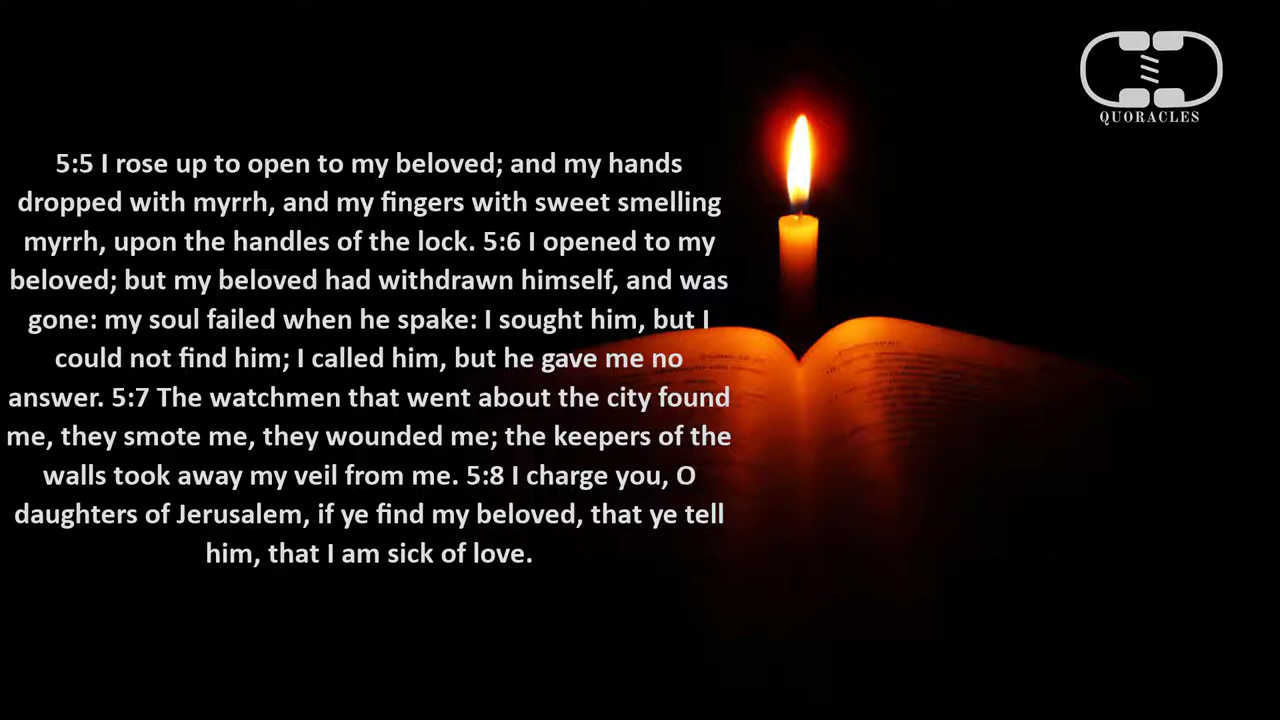 QUORACLES
5:5 I rose up to open to my beloved; and my hands
dropped with myrrh, and my fingers with sweet smelling
myrrh, upon the handles of the lock. 5:6 I opened to my
beloved; but my beloved had withdrawn himself, and was
gone: my soul failed when he spake: I sought him, but I
could not find him; I called him, but he gave me no
answer. 5:7 The watchmen that went about the city found
me, they smote me, they wounded me; the keepers of the
walls took away my veil from me. 5:8 I charge you, O
daughters of Jerusalem, if ye find my beloved, that ye tell
him, that I am sick of love.